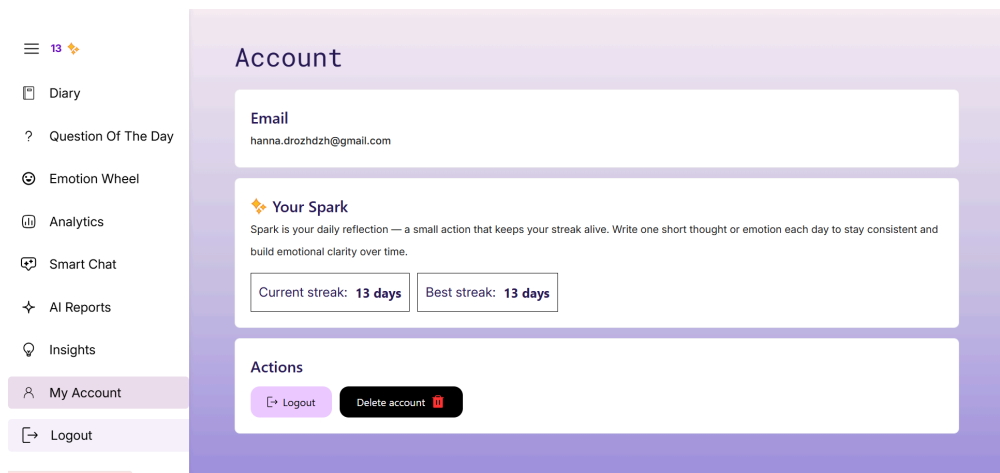 13
Diary
Question Of The Day
Emotion Wheel
Analytics
Smart Chat
AI Reports
Insights
My Account
Logout
Account
Email
hanna.drozhdzh@gmail.com
Your Spark
Spark is your daily reflection — a small action that keeps your streak alive. Write one short thought or emotion each day to stay consistent and
build emotional clarity over time.
Current streak: 13 days
Best streak: 13 days
Actions
Logout
Delete account